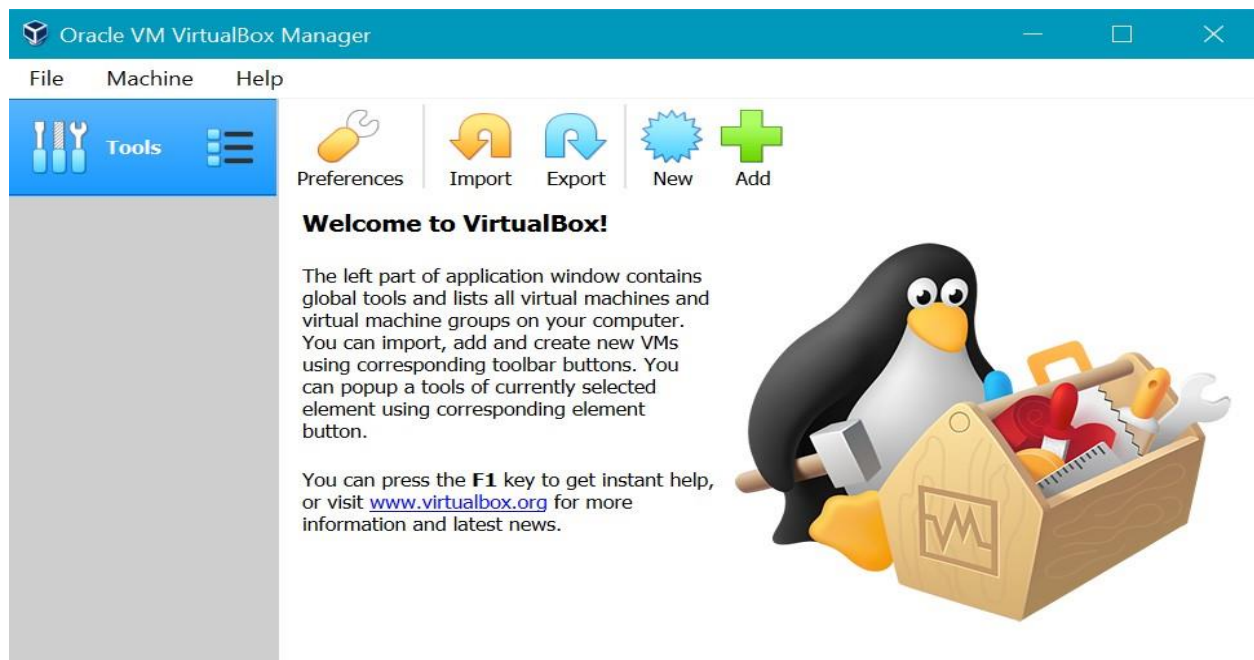 Oracle VM VirtualBox Manager
File Machine Help
Tools
Preferences Import Export New Add
Welcome to VirtualBox!
The left part of application window contains
global tools and lists all virtual machines and
virtual machine groups on your computer.
You can import, add and create new VMs
using corresponding toolbar buttons. You
can popup a tools of currently selected
element using corresponding element
button.
You can press the F1 key to get instant help,
or visit www.virtualbox.org for more
information and latest news.